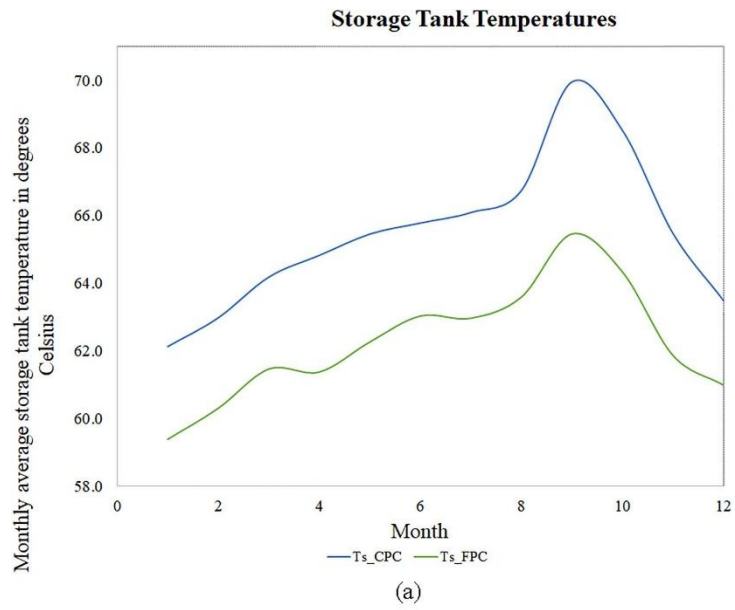 Storage Tank Temperatures
Monthly average storage tank temperature in degrees
Celsius
70.0
68.0
66.0
64.0
62.0
60.0
58.0
0 2 4 6 8 10 12
Month
Ts_CPC Ts_FPC
(a)